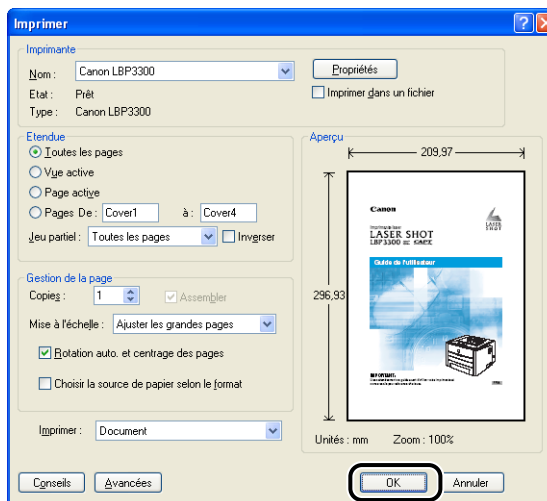 Imprimer
Imprimante
Nom : Canon LBP3300
Propriétés
Etat : Prêt
Imprimer dans un fichier
Type : Canon LBP3300
Etendue
Toutes les pages
Vue active
Page active
Pages De : Cover1 à : Cover4
Jeu partiel : Toutes les pages Inverser
Gestion de la page
Copies : 1 Assembler
Mise à l'échelle : Ajuster les grandes pages
Rotation auto. et centrage des pages
Choisir la source de papier selon le format
Imprimer : Document
Aperçu
209,97
296,93
Canon
LASER SHOT
LASER SHOT
LBP3300
Guide de l'utilisateur
IMPORTANT:
Unités : mm Zoom : 100%
Conseils Avancées OK Annuler